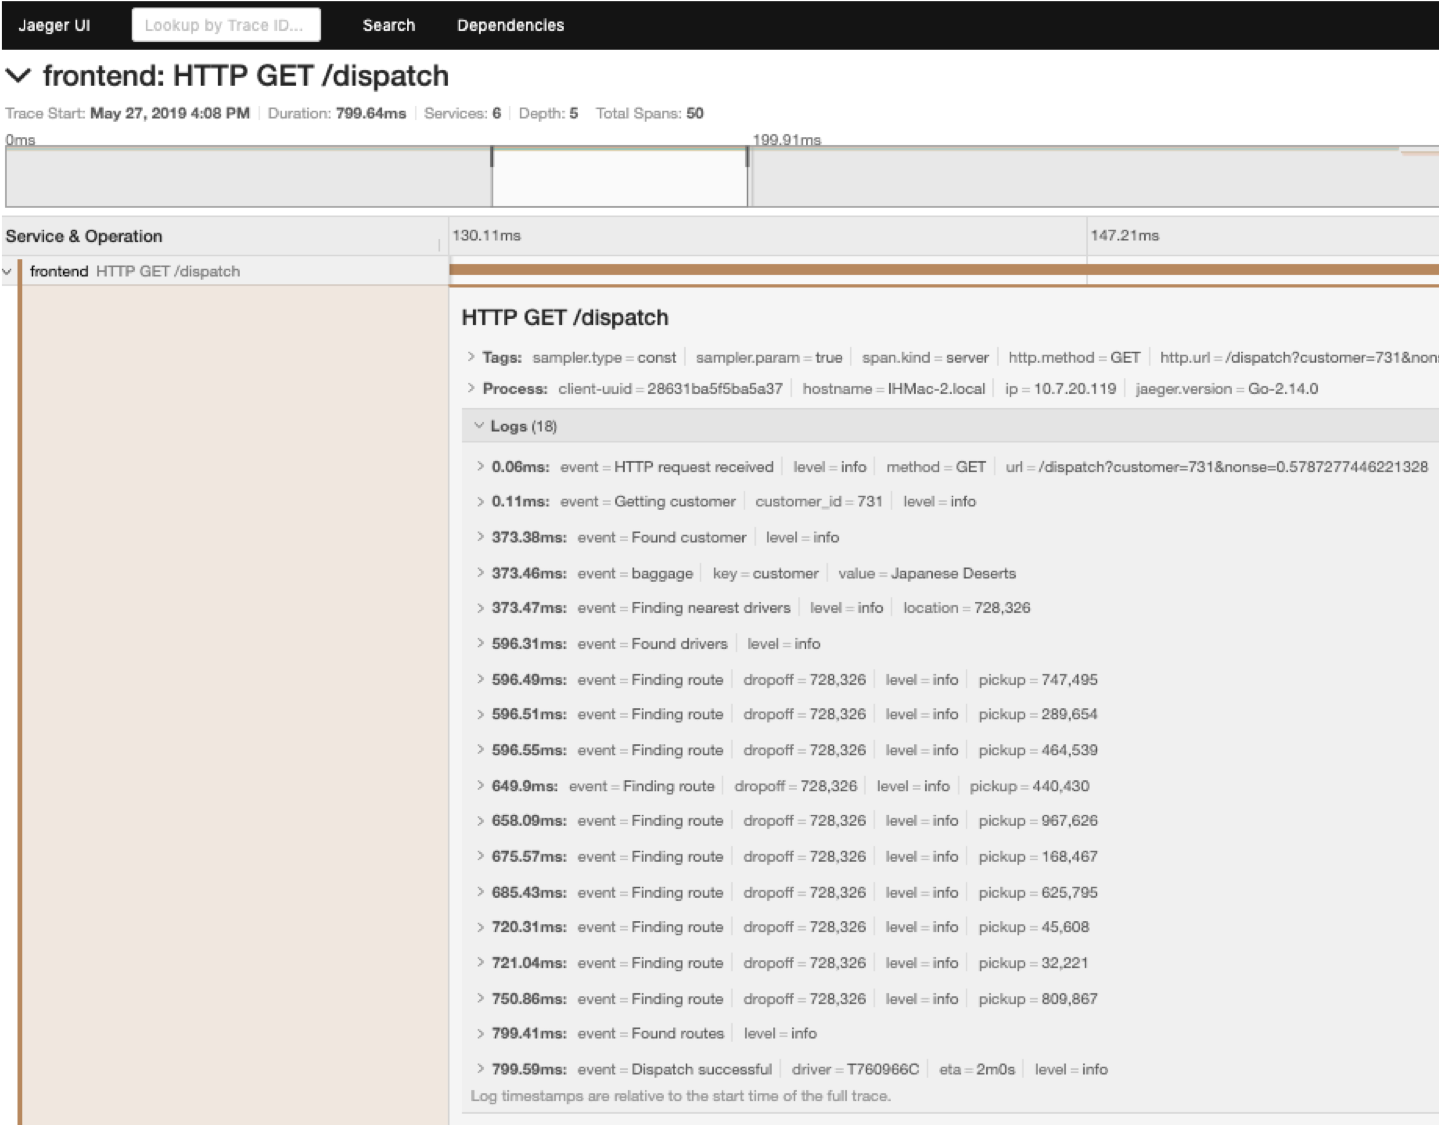 Jaeger UI Lookup by Trace ID... Search Dependencies
frontend: HTTP GET /dispatch
Trace Start: May 27, 2019 4:08 PM Duration: 799.64ms Services: 6 Depth: 5 Total Spans: 50
0ms 199.91ms
Service & Operation 130.11ms 147.21ms
frontend HTTP GET /dispatch
HTTP GET /dispatch
Tags: sampler.type = const sampler.param = true span.kind = server http.method = GET http.url = /dispatch?customer=731&nons
Process: client-uuid = 28631ba5f5ba5a37 hostname = IHMac-2.local ip = 10.7.20.119 jaeger.version = Go-2.14.0
Logs (18)
0.06ms: event = HTTP request received level = info method = GET url = /dispatch?customer=731&nonse=0.5787277446221328
0.11ms: event = Getting customer customer_id = 731 level = info
373.38ms: event = Found customer level = info
373.46ms: event = baggage key = customer value = Japanese Deserts
373.47ms: event = Finding nearest drivers level = info location = 728,326
596.31ms: event = Found drivers level = info
596.49ms: event = Finding route dropoff = 728,326 level = info pickup = 747,495
596.51ms: event = Finding route dropoff = 728,326 level = info pickup = 289,654
596.55ms: event = Finding route dropoff = 728,326 level = info pickup = 464,539
649.9ms: event = Finding route dropoff = 728,326 level = info pickup = 440,430
658.09ms: event = Finding route dropoff = 728,326 level = info pickup = 967,626
675.57ms: event = Finding route dropoff = 728,326 level = info pickup = 168,467
685.43ms: event = Finding route dropoff = 728,326 level = info pickup = 625,795
720.31ms: event = Finding route dropoff = 728,326 level = info pickup = 45,608
721.04ms: event = Finding route dropoff = 728,326 level = info pickup = 32,221
750.86ms: event = Finding route dropoff = 728,326 level = info pickup = 809,867
799.41ms: event = Found routes level = info
799.59ms: event = Dispatch successful driver = T760966C eta = 2m0s level = info
Log timestamps are relative to the start time of the full trace.